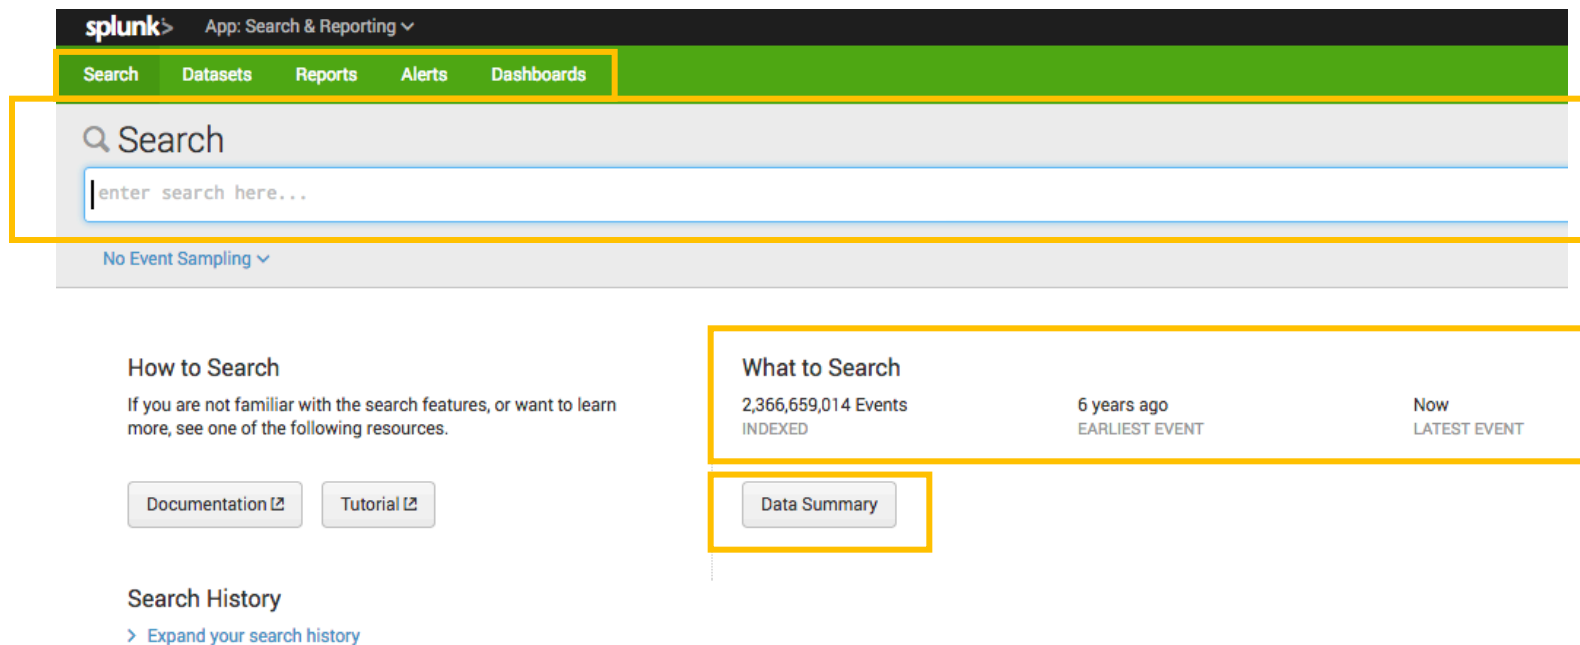 splunk> App: Search & Reporting
Search Datasets Reports Alerts Dashboards
Search
enter search here...
No Event Sampling
How to Search
If you are not familiar with the search features, or want to learn
more, see one of the following resources.
Documentation Tutorial
What to Search
2,366,659,014 Events 6 years ago Now
INDEXED EARLIEST EVENT LATEST EVENT
Data Summary
Search History
> Expand your search history